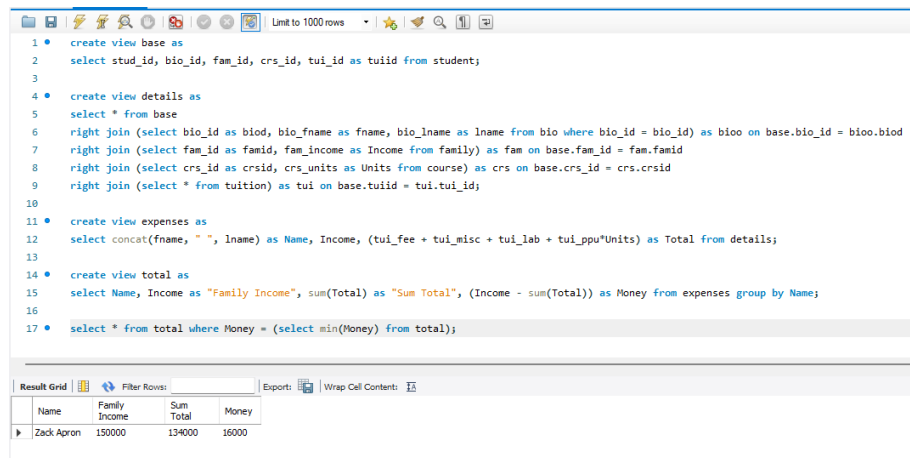 Limit to 1000 rows
1 create view base as
2 select stud_id, bio_id, fam_id, crs_id, tui_id as tuiid from student;
3
4 create view details as
5 select * from base
6 right join (select bio_id as biod, bio_fname as fname, bio_lname as lname from bio where bio_id = bio_id) as bioo on base.bio_id = bioo.biod
7 right join (select fam_id as famid, fam_income as Income from family) as fam on base.fam_id = fam.famid
8 right join (select crs_id as crsid, crs_units as Units from course) as crs on base.crs_id = crs.crsid
9 right join (select * from tuition) as tui on base.tuiid = tui.tui_id;
10
11 create view expenses as
12 select concat(fname, " ", lname) as Name, Income, (tui_fee + tui_misc + tui_lab + tui_ppu*Units) as Total from details;
13
14 create view total as
15 select Name, Income as "Family Income", sum(Total) as "Sum Total", (Income - sum(Total)) as Money from expenses group by Name;
16
17 select * from total where Money = (select min(Money) from total);
Result Grid Filter Rows: Export: Wrap Cell Content: IA
Name Family Income Sum Total Money
Zack Apron 150000 134000 16000